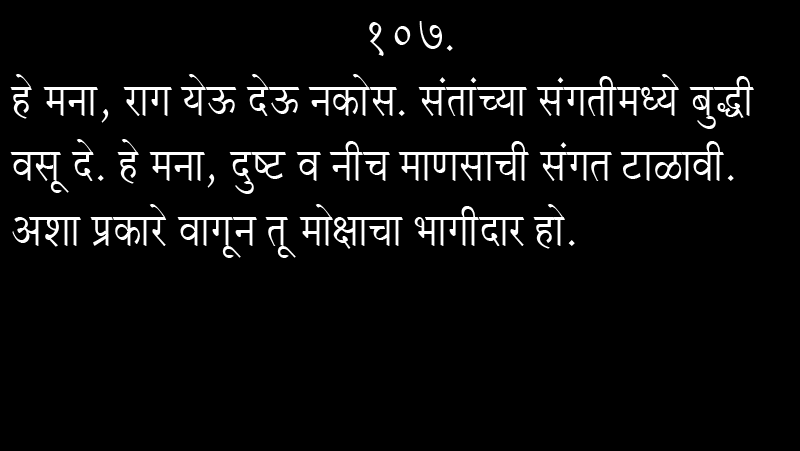 १०७.
हे मना, राग येऊ देऊ नकोस. संतांच्या संगतीमध्ये बुद्धी
वसू दे. हे मना, दुष्ट व नीच माणसाची संगत टाळावी.
अशा प्रकारे वागून तू मोक्षाचा भागीदार हो.